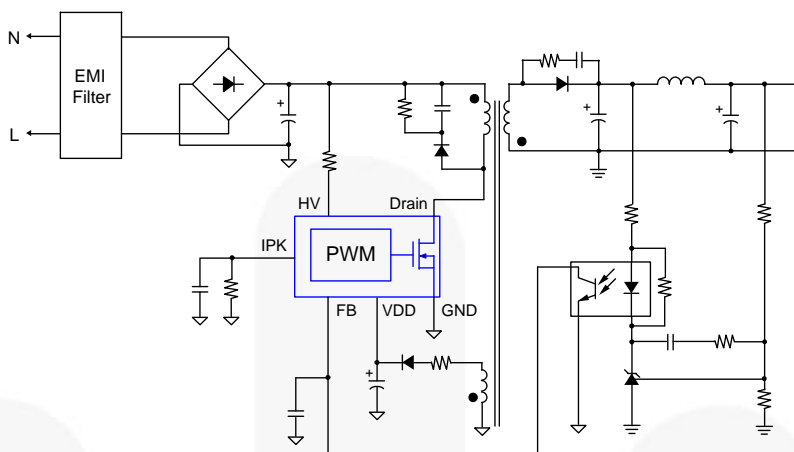 N
EMI
Filter
L
HV
Drain
IPK
PWM
FB
VDD
GND
+
+
+
+